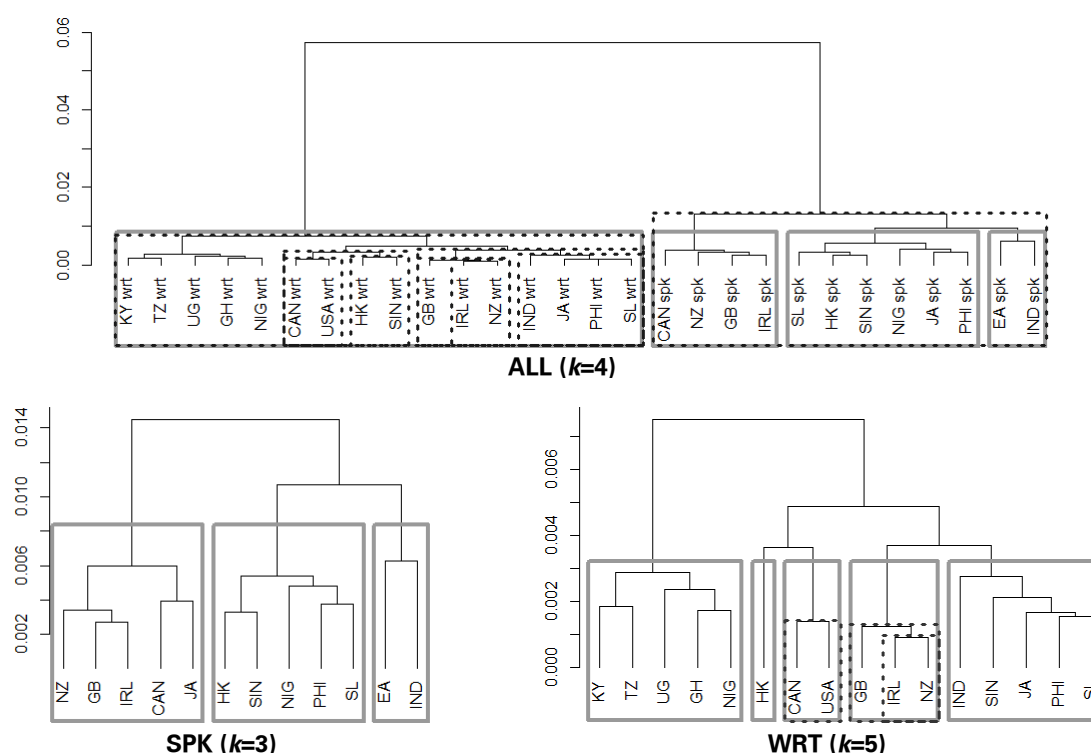 0.06
0.04
0.02
0.00
KY wrt
TZ wrt
UG wrt
GH wrt
NIG wrt
CAN wrt
USA wrt
HK wrt
SIN wrt
GB wrt
IRL wrt
NZ wrt
IND wrt
JA wrt
PHI wrt
SL wrt
CAN spk
NZ spk
GB spk
IRL spk
SL spk
HK spk
SIN spk
NIG spk
JA spk
PHI spk
EA spk
IND spk
ALL (k=4)
0.014
0.010
0.006
0.002
NZ
GB
IRL
CAN
JA
HK
SIN
NIG
PHI
SL
EA
IND
SPK (k=3)
0.006
0.004
0.002
0.000
KY
TZ
UG
GH
NIG
HK
CAN
USA
GB
IRL
NZ
IND
SIN
JA
PHI
WRT (k=5)